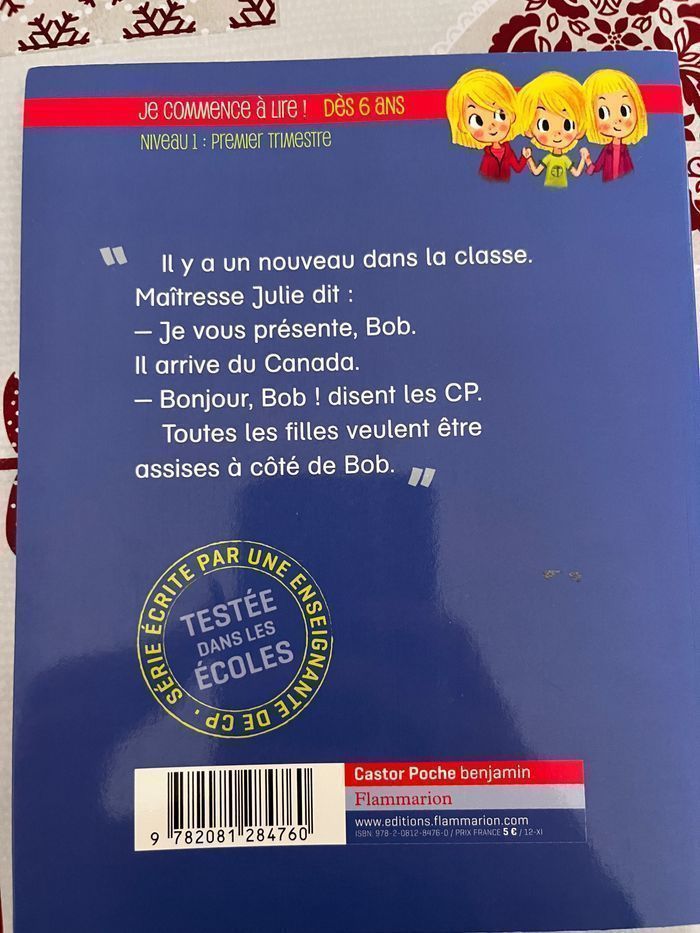 JE COMMENCE À LIRE ! DÈS 6 ANS
NIVEAU 1 : PREMIER TRIMESTRE
" Il y a un nouveau dans la classe.
Maîtresse Julie dit :
– Je vous présente, Bob.
Il arrive du Canada.
– Bonjour, Bob ! disent les CP.
Toutes les filles veulent être
assises à côté de Bob. "
SÉRIE ÉCRITE PAR UNE ENSEIGNANTE DE CP •
TESTÉE
DANS LES
ÉCOLES
Castor Poche benjamin
Flammarion
www.editions.flammarion.com
ISBN: 978-2-0812-8476-0 / PRIX FRANCE 5 € / 12-XI
9 782081 284760